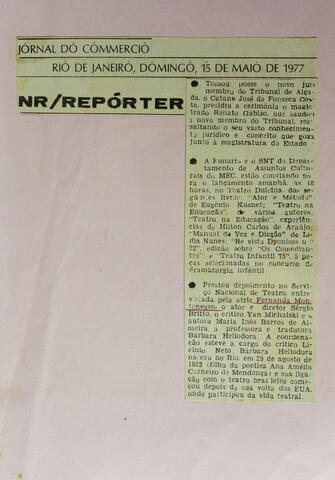 JORNAL DO COMMERCIO
RIO DE JANEIRO, DOMINGO, 15 DE MAIO DE 1977
NR/REPÓRTER
● Tomou posse o novo juiz
membro do Tribunal de Alça-
da, o Catane José da Fonseca Cos-
ta, presidiu a cerimônia o magis-
trado Renato Gabizo, que saudou
o novo membro do Tribunal, res-
saltando o seu vasto conhecimen-
to jurídico e conceito que goza
junto à magistratura do Estado
● A Funarte e o SNT do Depar-
tamento de Assuntos Cultu-
rais do MEC, estão convidando pa-
ra o lançamento amanhã, às 18
horas, no Teatro Dulcina, dos se-
guintes livros: "Ator e Método"
de Eugênio Kusnet; "Teatro na
Educação", de vários autores;
"Teatro na Educação", experiên-
cias de Hilton Carlos de Araújo;
"Manual da Voz e Dicção" de Lí-
dia Nunes; "Revista Dyonisos nº
22", edição sobre "Os Comedian-
tes"; e "Teatro Infantil 75", 5 pe-
ças selecionadas no concurso de
dramaturgia infantil
● Prestou depoimento no Servi-
ço Nacional de Teatro, entre-
vistada pela atriz Fernanda Mon-
tenegro, o ator e diretor Sérgio
Britto, o crítico Yan Michalski e a
autora Maria Inês Barros de Al-
meira, a professora e tradutora
Bárbara Heliodora. A coordena-
ção esteve a cargo do crítico Li-
cínio Neto. Bárbara Heliodora
nasceu no Rio, em 29 de agosto de
1923 (filha da poetisa Ana Amélia
Carneiro de Mendonça) e sua li-
gação com o teatro brasileiro co-
meçou depois de sua volta dos EUA,
onde participou da vida teatral.